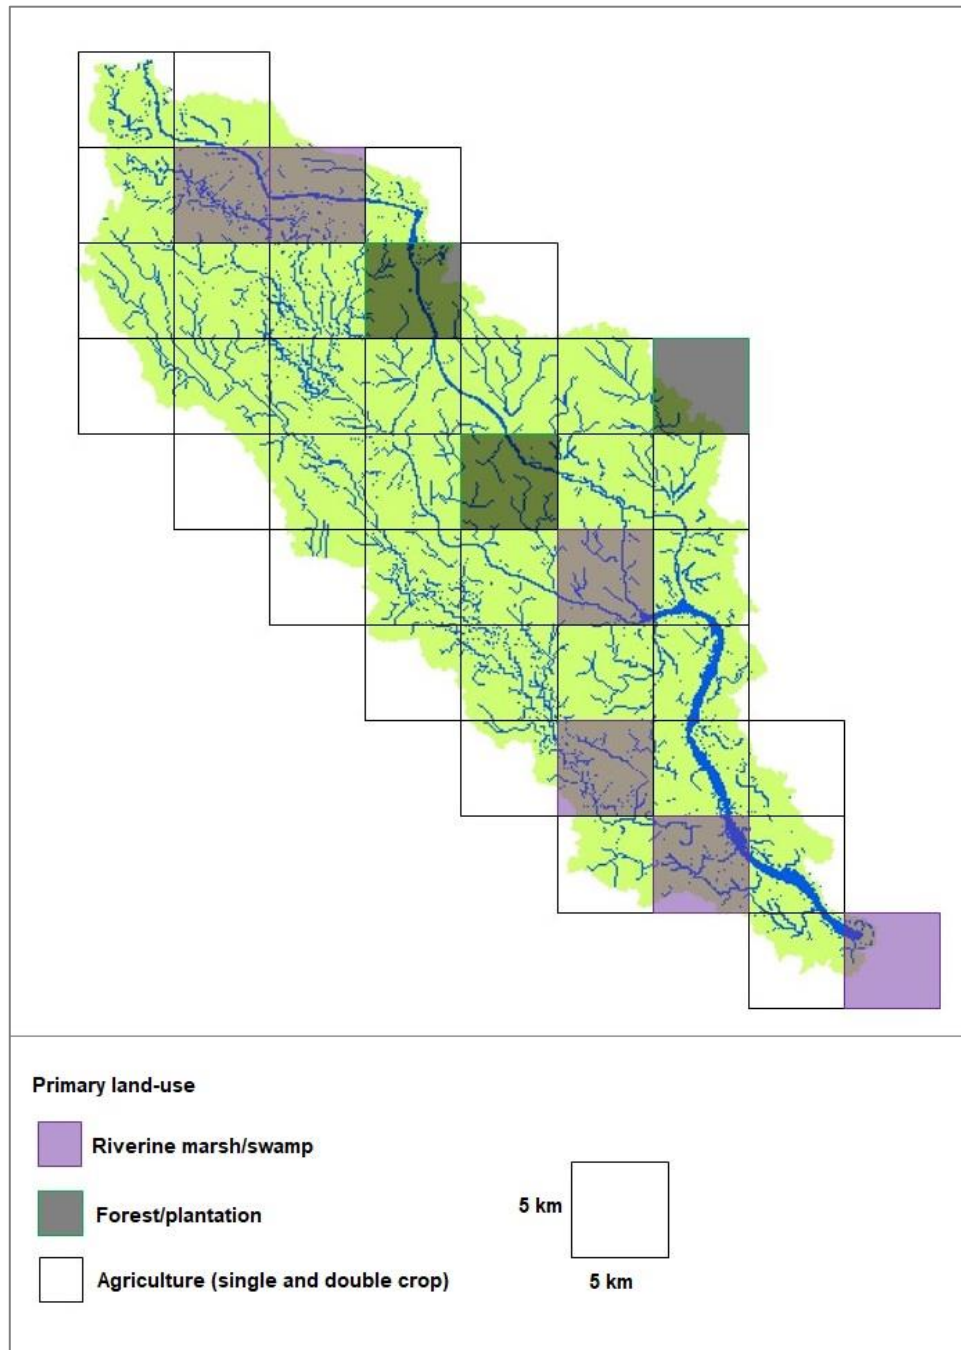 Primary land-use
Riverine marsh/swamp
Forest/plantation
Agriculture (single and double crop)
5 km
5 km